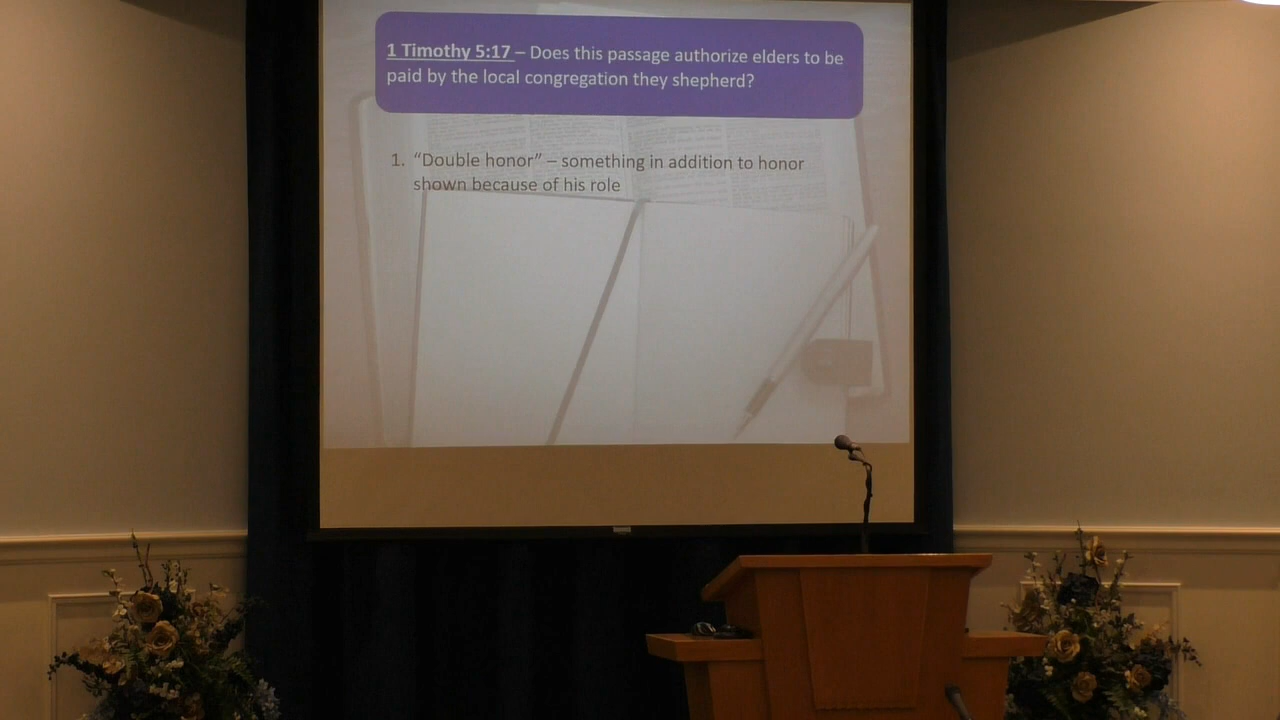 1 Timothy 5:17 – Does this passage authorize elders to be
paid by the local congregation they shepherd?
1. “Double honor” – something in addition to honor
shown because of his role